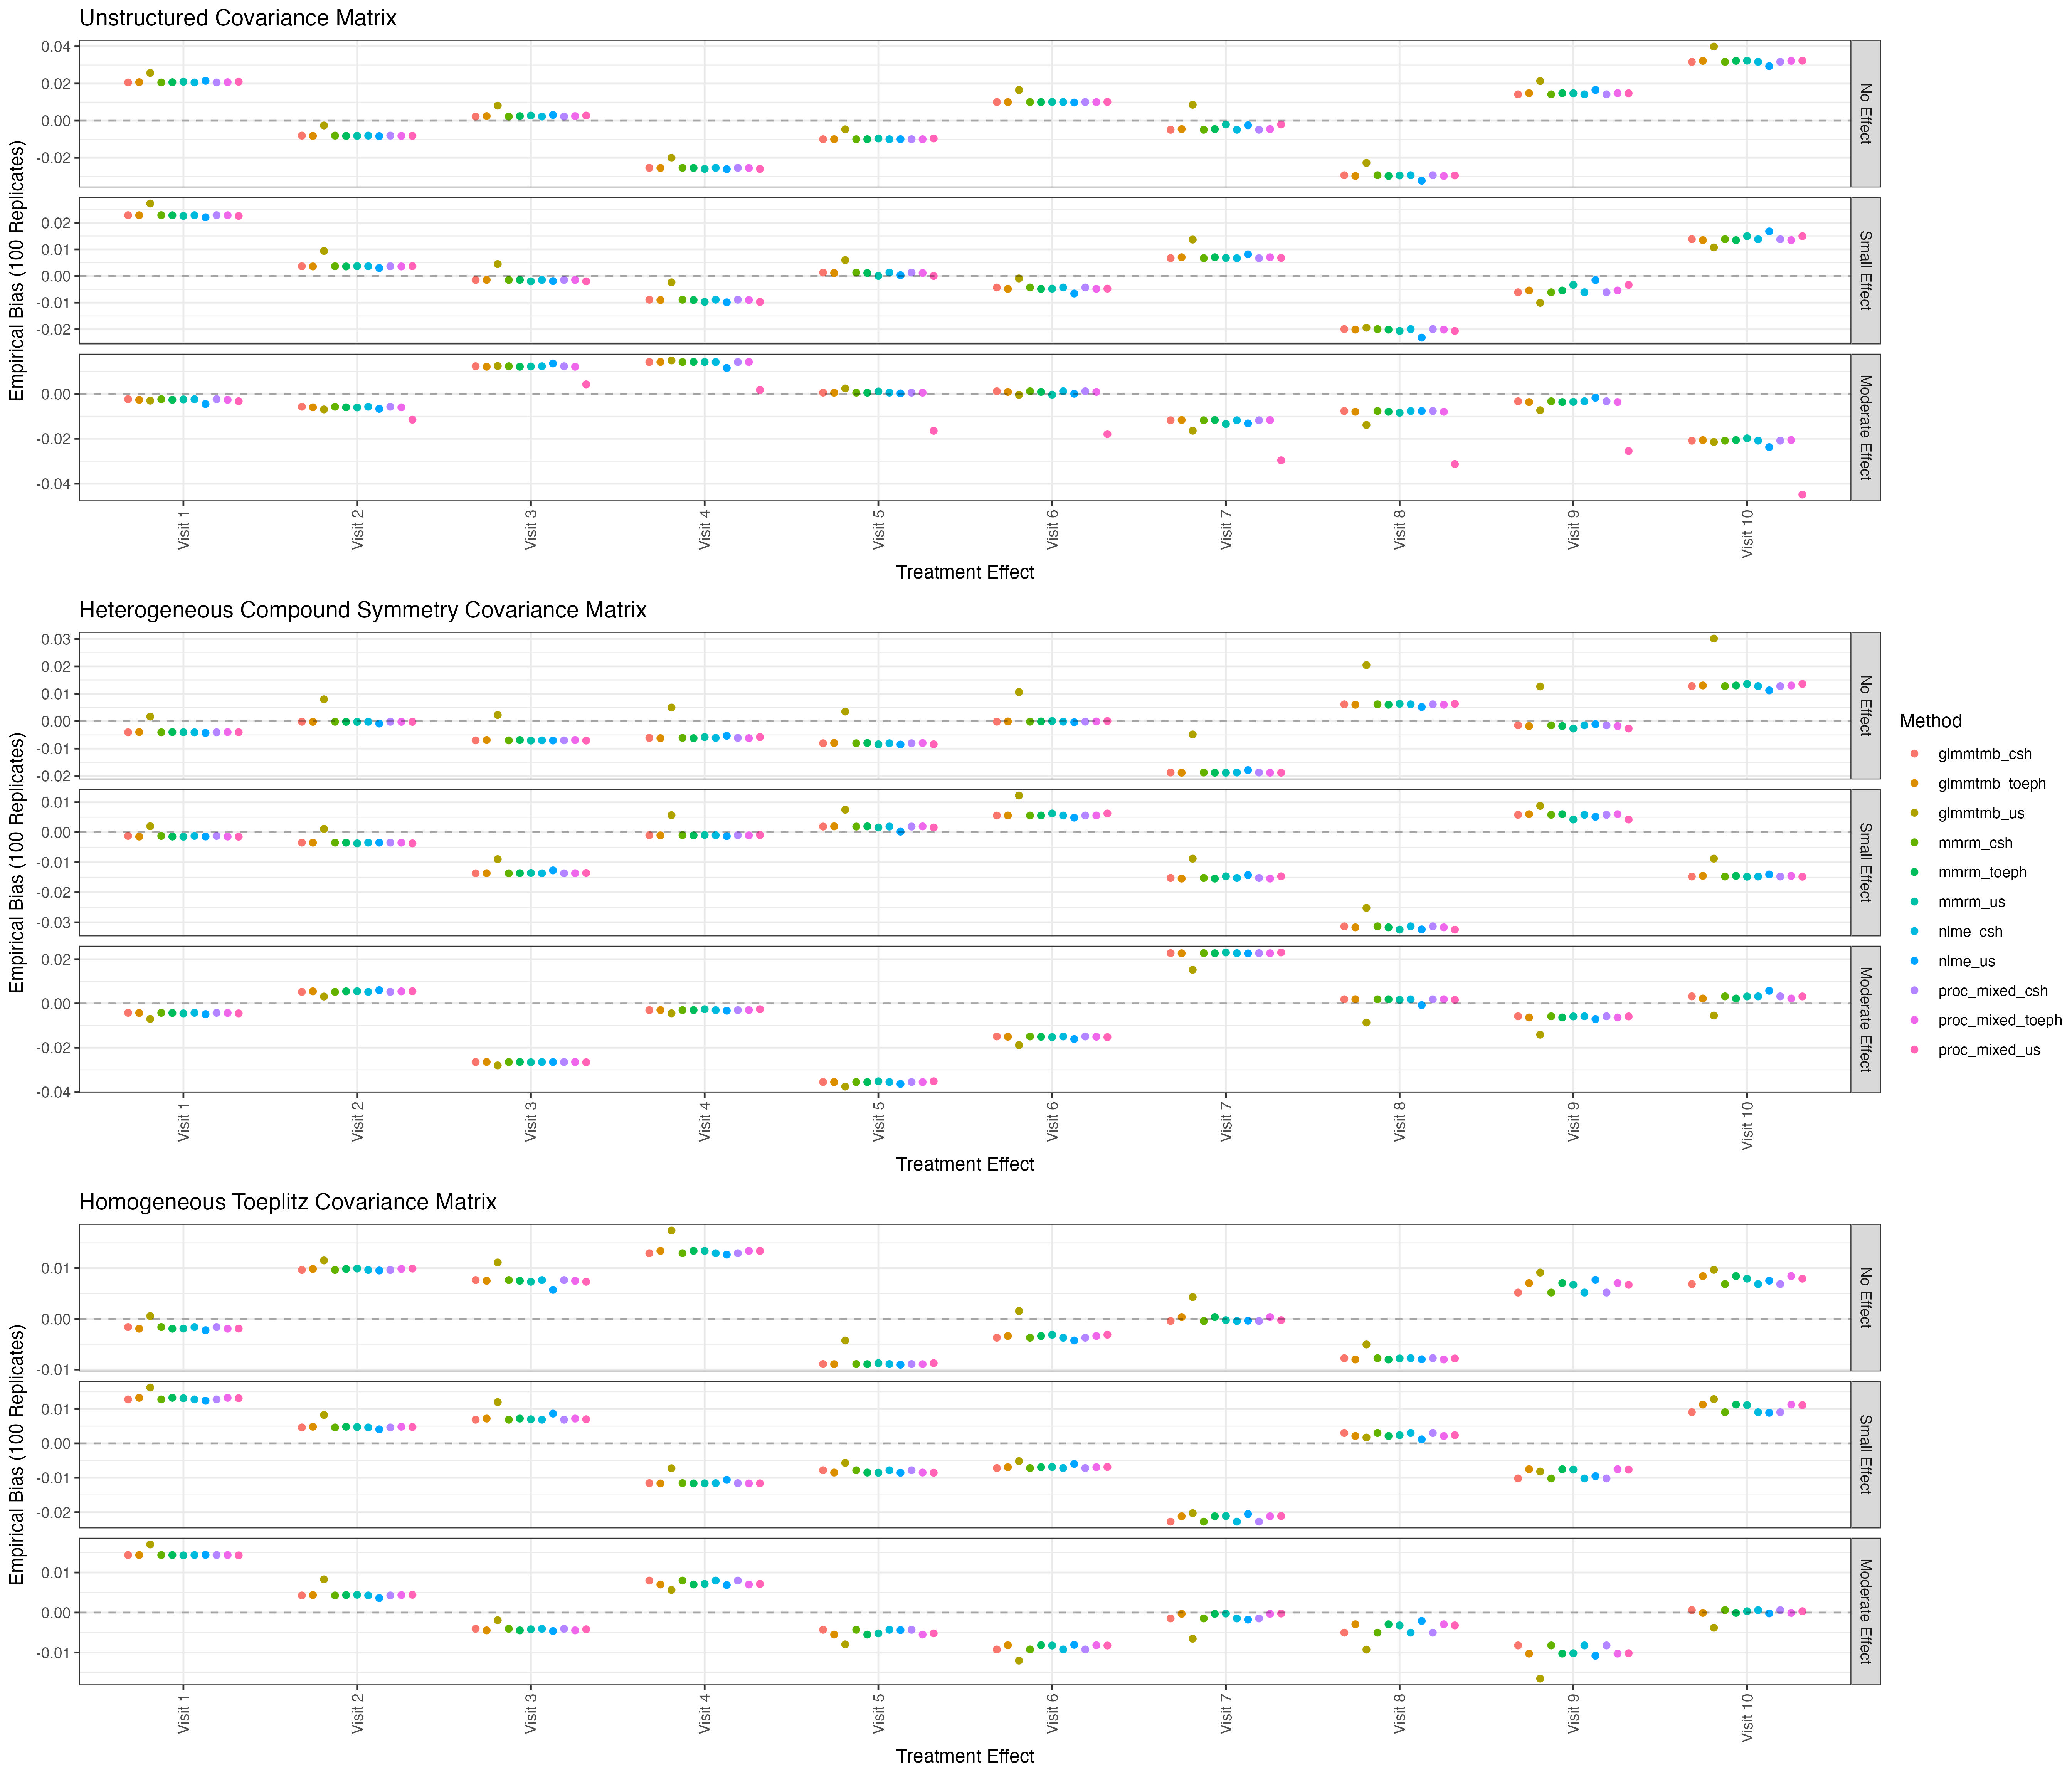 Unstructured Covariance Matrix
Empirical Bias (100 Replicates)
0.04
0.02
0.00
-0.02
No Effect
0.02
0.01
0.00
-0.01
-0.02
Small Effect
0.00
-0.02
-0.04
Moderate Effect
Visit 1 Visit 2 Visit 3 Visit 4 Visit 5 Visit 6 Visit 7 Visit 8 Visit 9 Visit 10
Treatment Effect
Heterogeneous Compound Symmetry Covariance Matrix
Empirical Bias (100 Replicates)
0.03
0.02
0.01
0.00
-0.01
-0.02
No Effect
0.01
0.00
-0.01
-0.02
-0.03
Small Effect
0.02
0.00
-0.02
-0.04
Moderate Effect
Visit 1 Visit 2 Visit 3 Visit 4 Visit 5 Visit 6 Visit 7 Visit 8 Visit 9 Visit 10
Treatment Effect
Homogeneous Toeplitz Covariance Matrix
Empirical Bias (100 Replicates)
0.01
0.00
-0.01
No Effect
0.01
0.00
-0.01
-0.02
Small Effect
0.01
0.00
-0.01
Moderate Effect
Visit 1 Visit 2 Visit 3 Visit 4 Visit 5 Visit 6 Visit 7 Visit 8 Visit 9 Visit 10
Treatment Effect
Method
glmmtmb_csh
glmmtmb_toeph
glmmtmb_us
mmrm_csh
mmrm_toeph
mmrm_us
nlme_csh
nlme_us
proc_mixed_csh
proc_mixed_toeph
proc_mixed_us